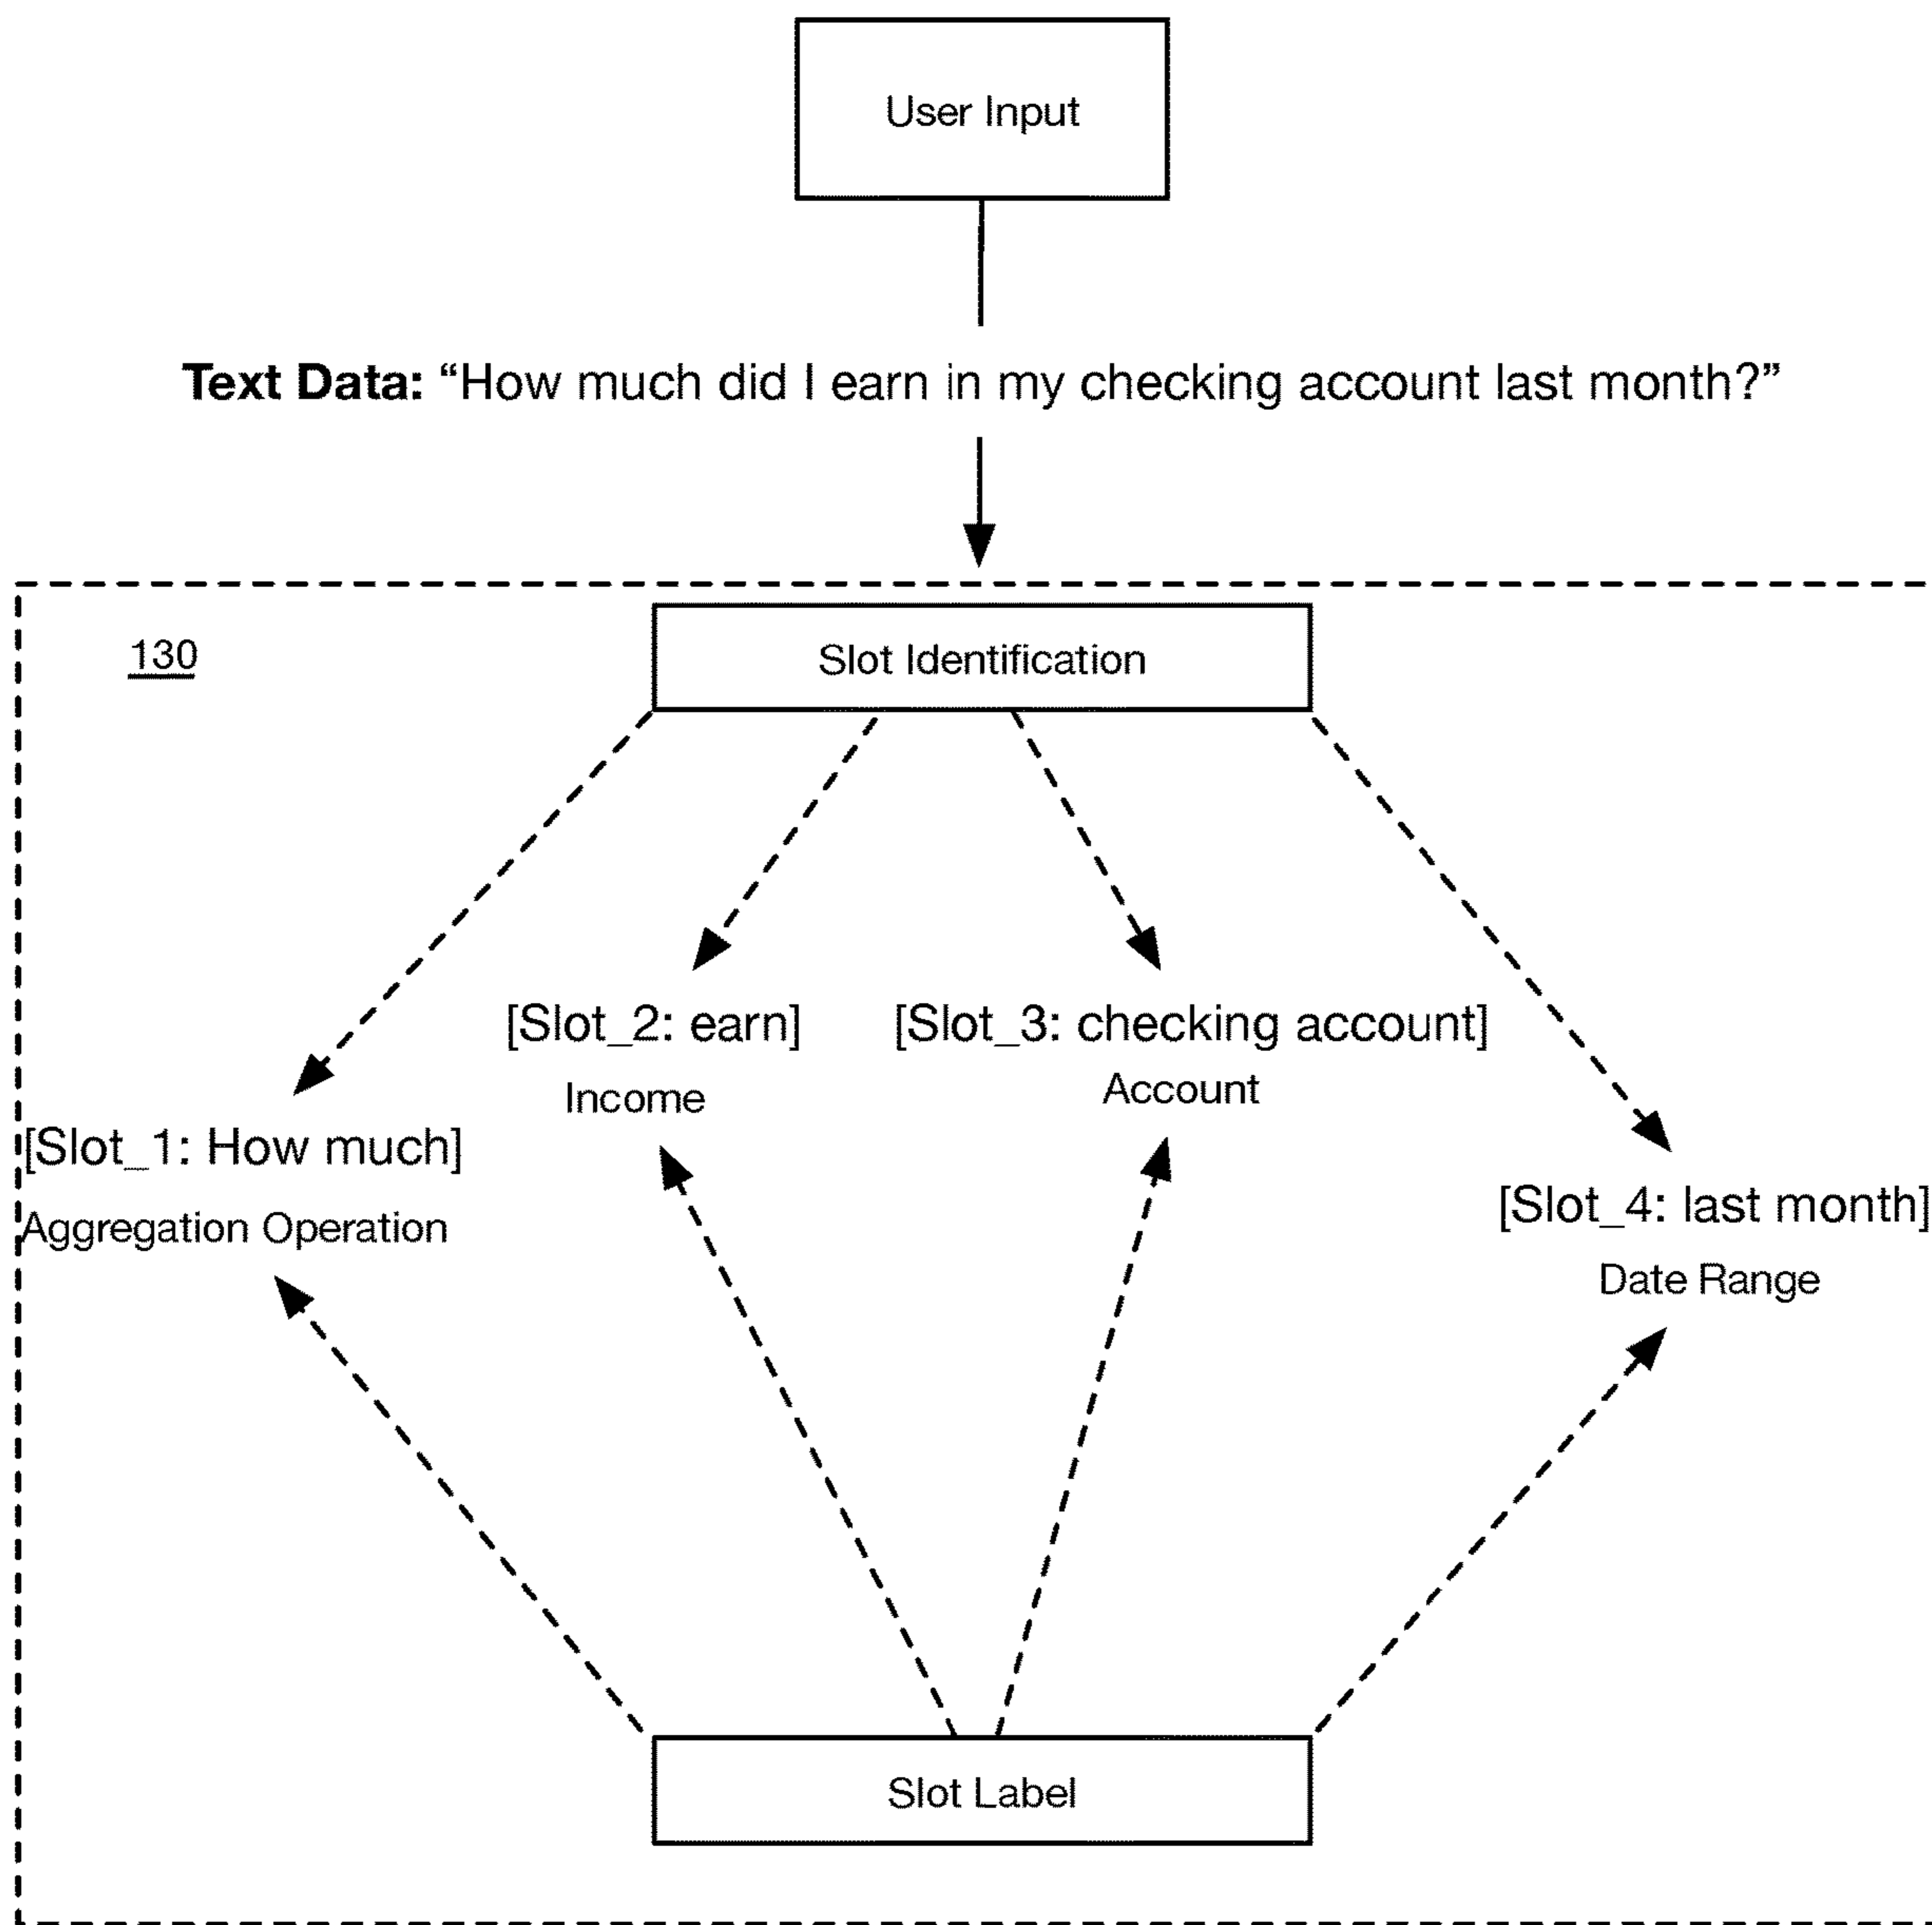 User Input
Text Data: “How much did I earn in my checking account last month?”
130
Slot Identification
[Slot_2: earn]
Income
[Slot_3: checking account]
Account
[Slot_1: How much]
Aggregation Operation
[Slot_4: last month]
Date Range
Slot Label